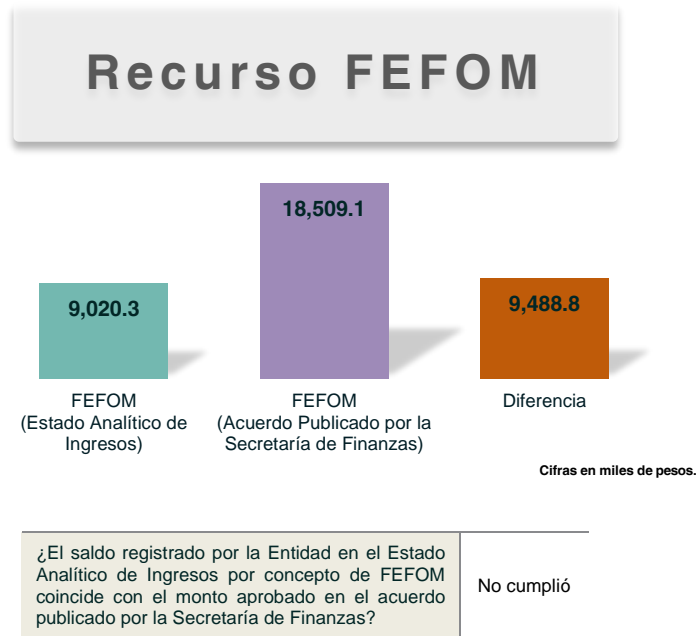 Recurso FEFOM
18,509.1
9,020.3
9,488.8
FEFOM
(Estado Analítico de
Ingresos)
FEFOM
(Acuerdo Publicado por la
Secretaría de Finanzas)
Diferencia
Cifras en miles de pesos.
¿El saldo registrado por la Entidad en el Estado
Analítico de Ingresos por concepto de FEFOM
coincide con el monto aprobado en el acuerdo
publicado por la Secretaría de Finanzas?
No cumplió